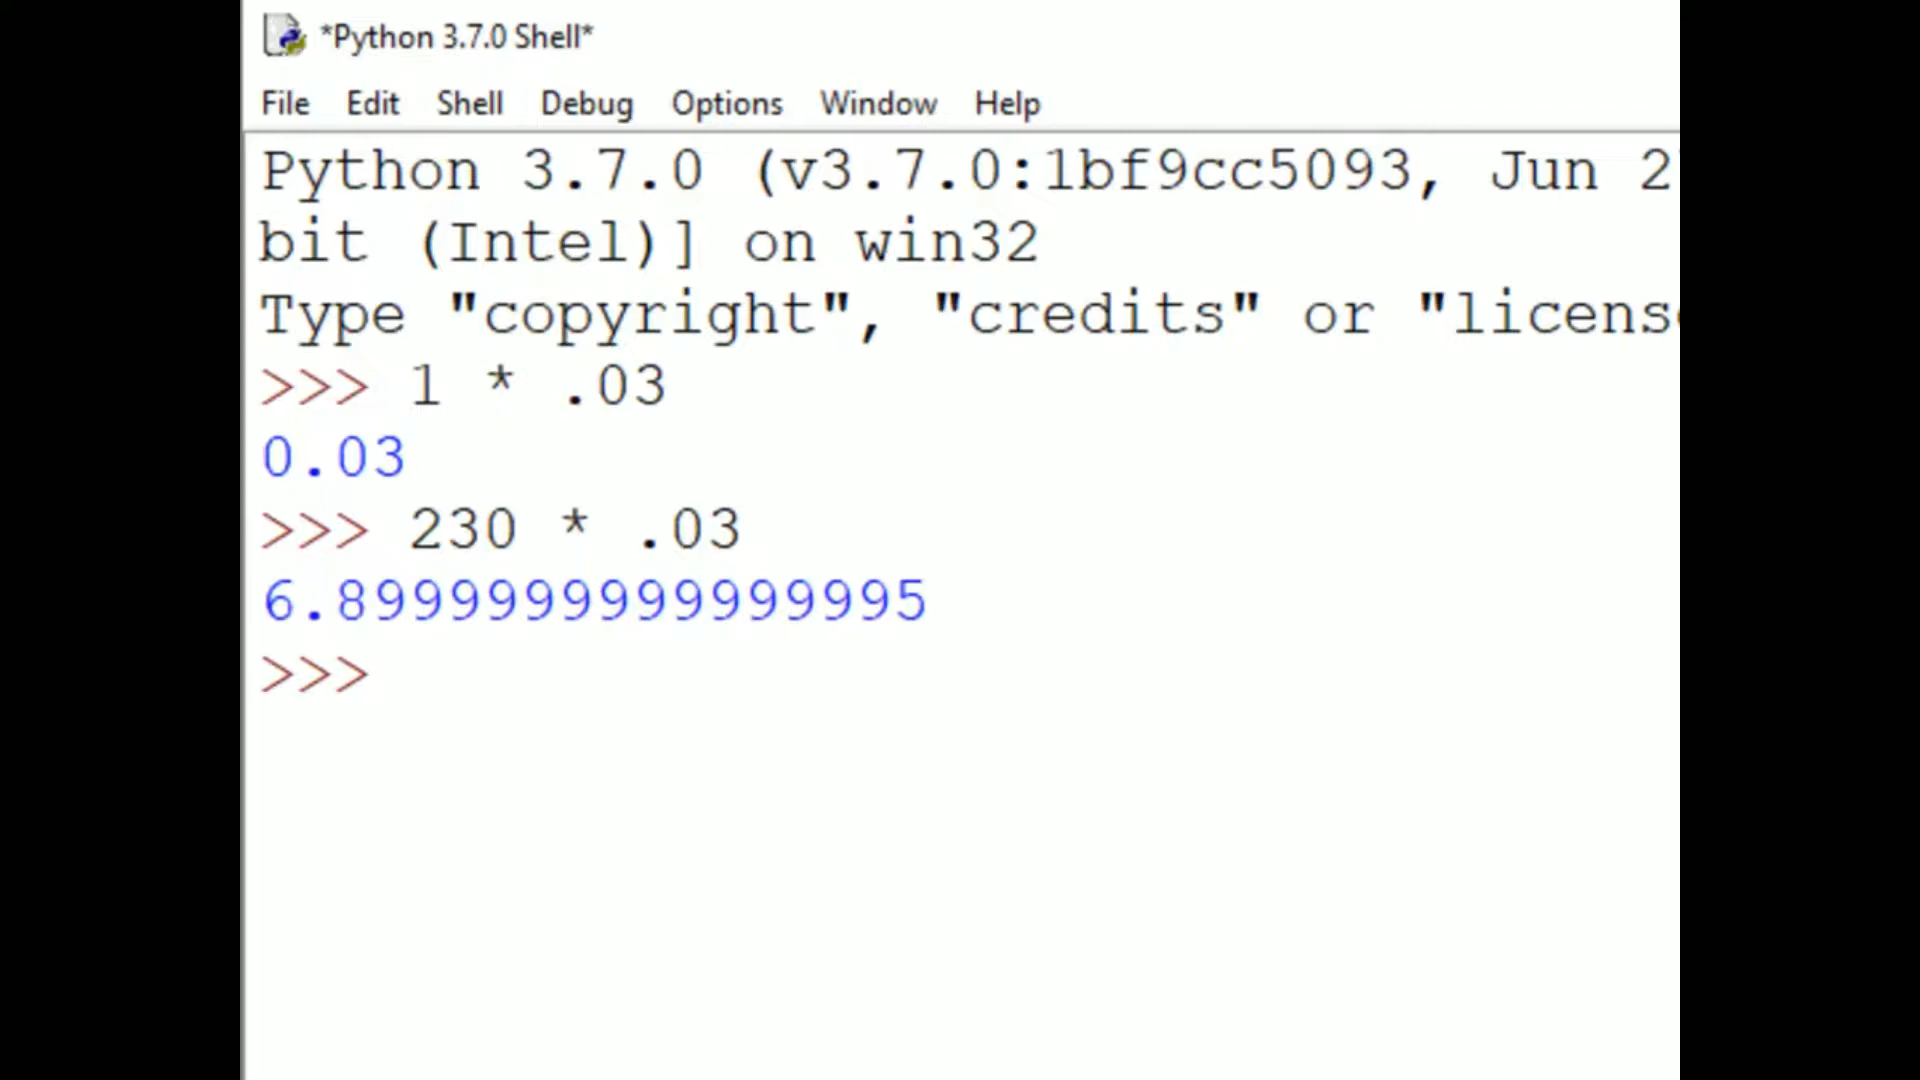 *Python 3.7.0 Shell*
File Edit Shell Debug Options Window Help
Python 3.7.0 (v3.7.0:1bf9cc5093, Jun 2
bit (Intel)] on win32
Type "copyright", "credits" or "license
>>> 1 * .03
0.03
>>> 230 * .03
6.8999999999999995
>>>